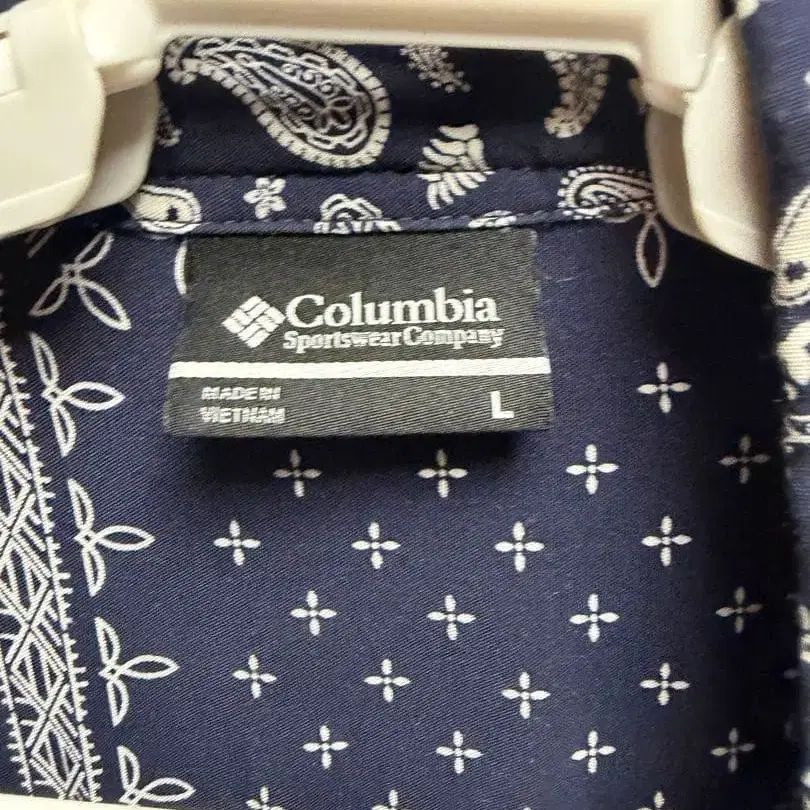 Columbia
Sportswear Company
MADE IN
VIETNAM
L